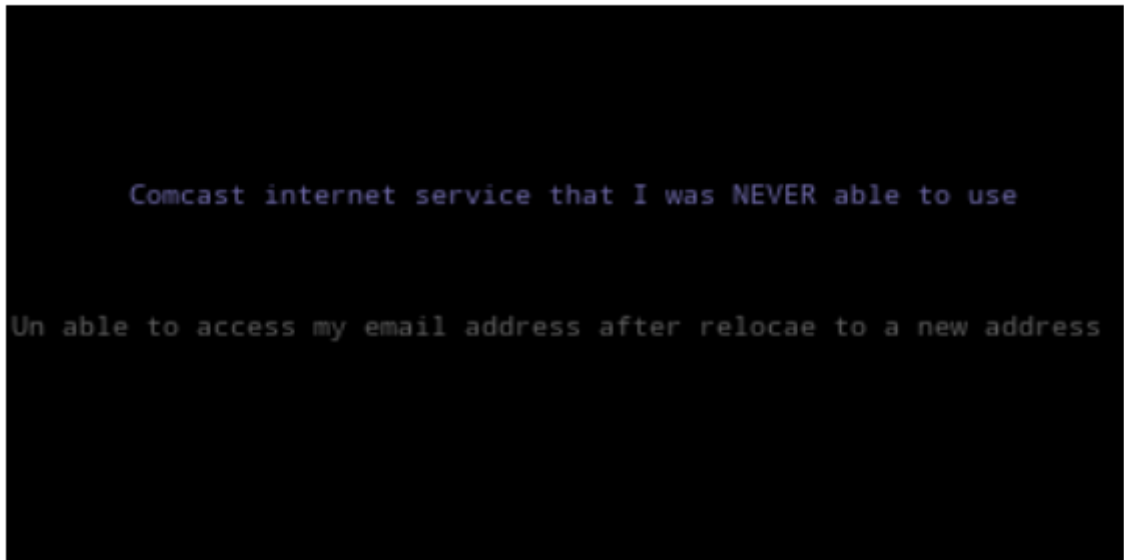 Comcast internet service that I was NEVER able to use
Un able to access my email address after relocae to a new address